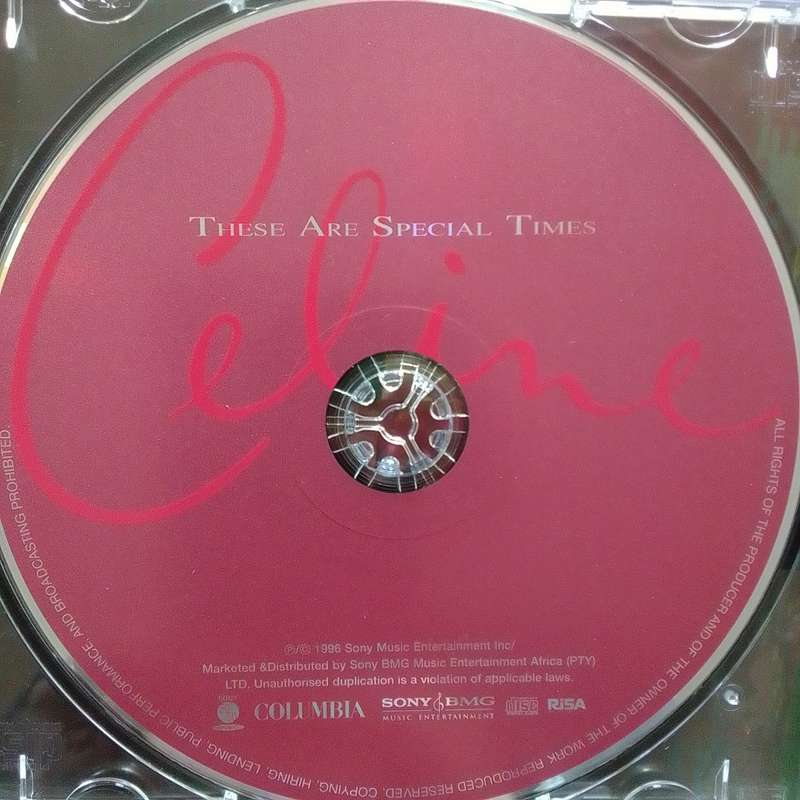 Celine
THESE ARE SPECIAL TIMES
℗/© 1996 Sony Music Entertainment Inc/
Marketed &Distributed by Sony BMG Music Entertainment Africa (PTY)
LTD. Unauthorised duplication is a violation of applicable laws.
SONY
COLUMBIA
SONY BMG
MUSIC ENTERTAINMENT
RiSA
ALL RIGHTS OF THE PRODUCER AND OF THE OWNER OF THE WORK REPRODUCED RESERVED. COPYING, HIRING, LENDING, PUBLIC PERFORMANCE, AND BROADCASTING PROHIBITED.